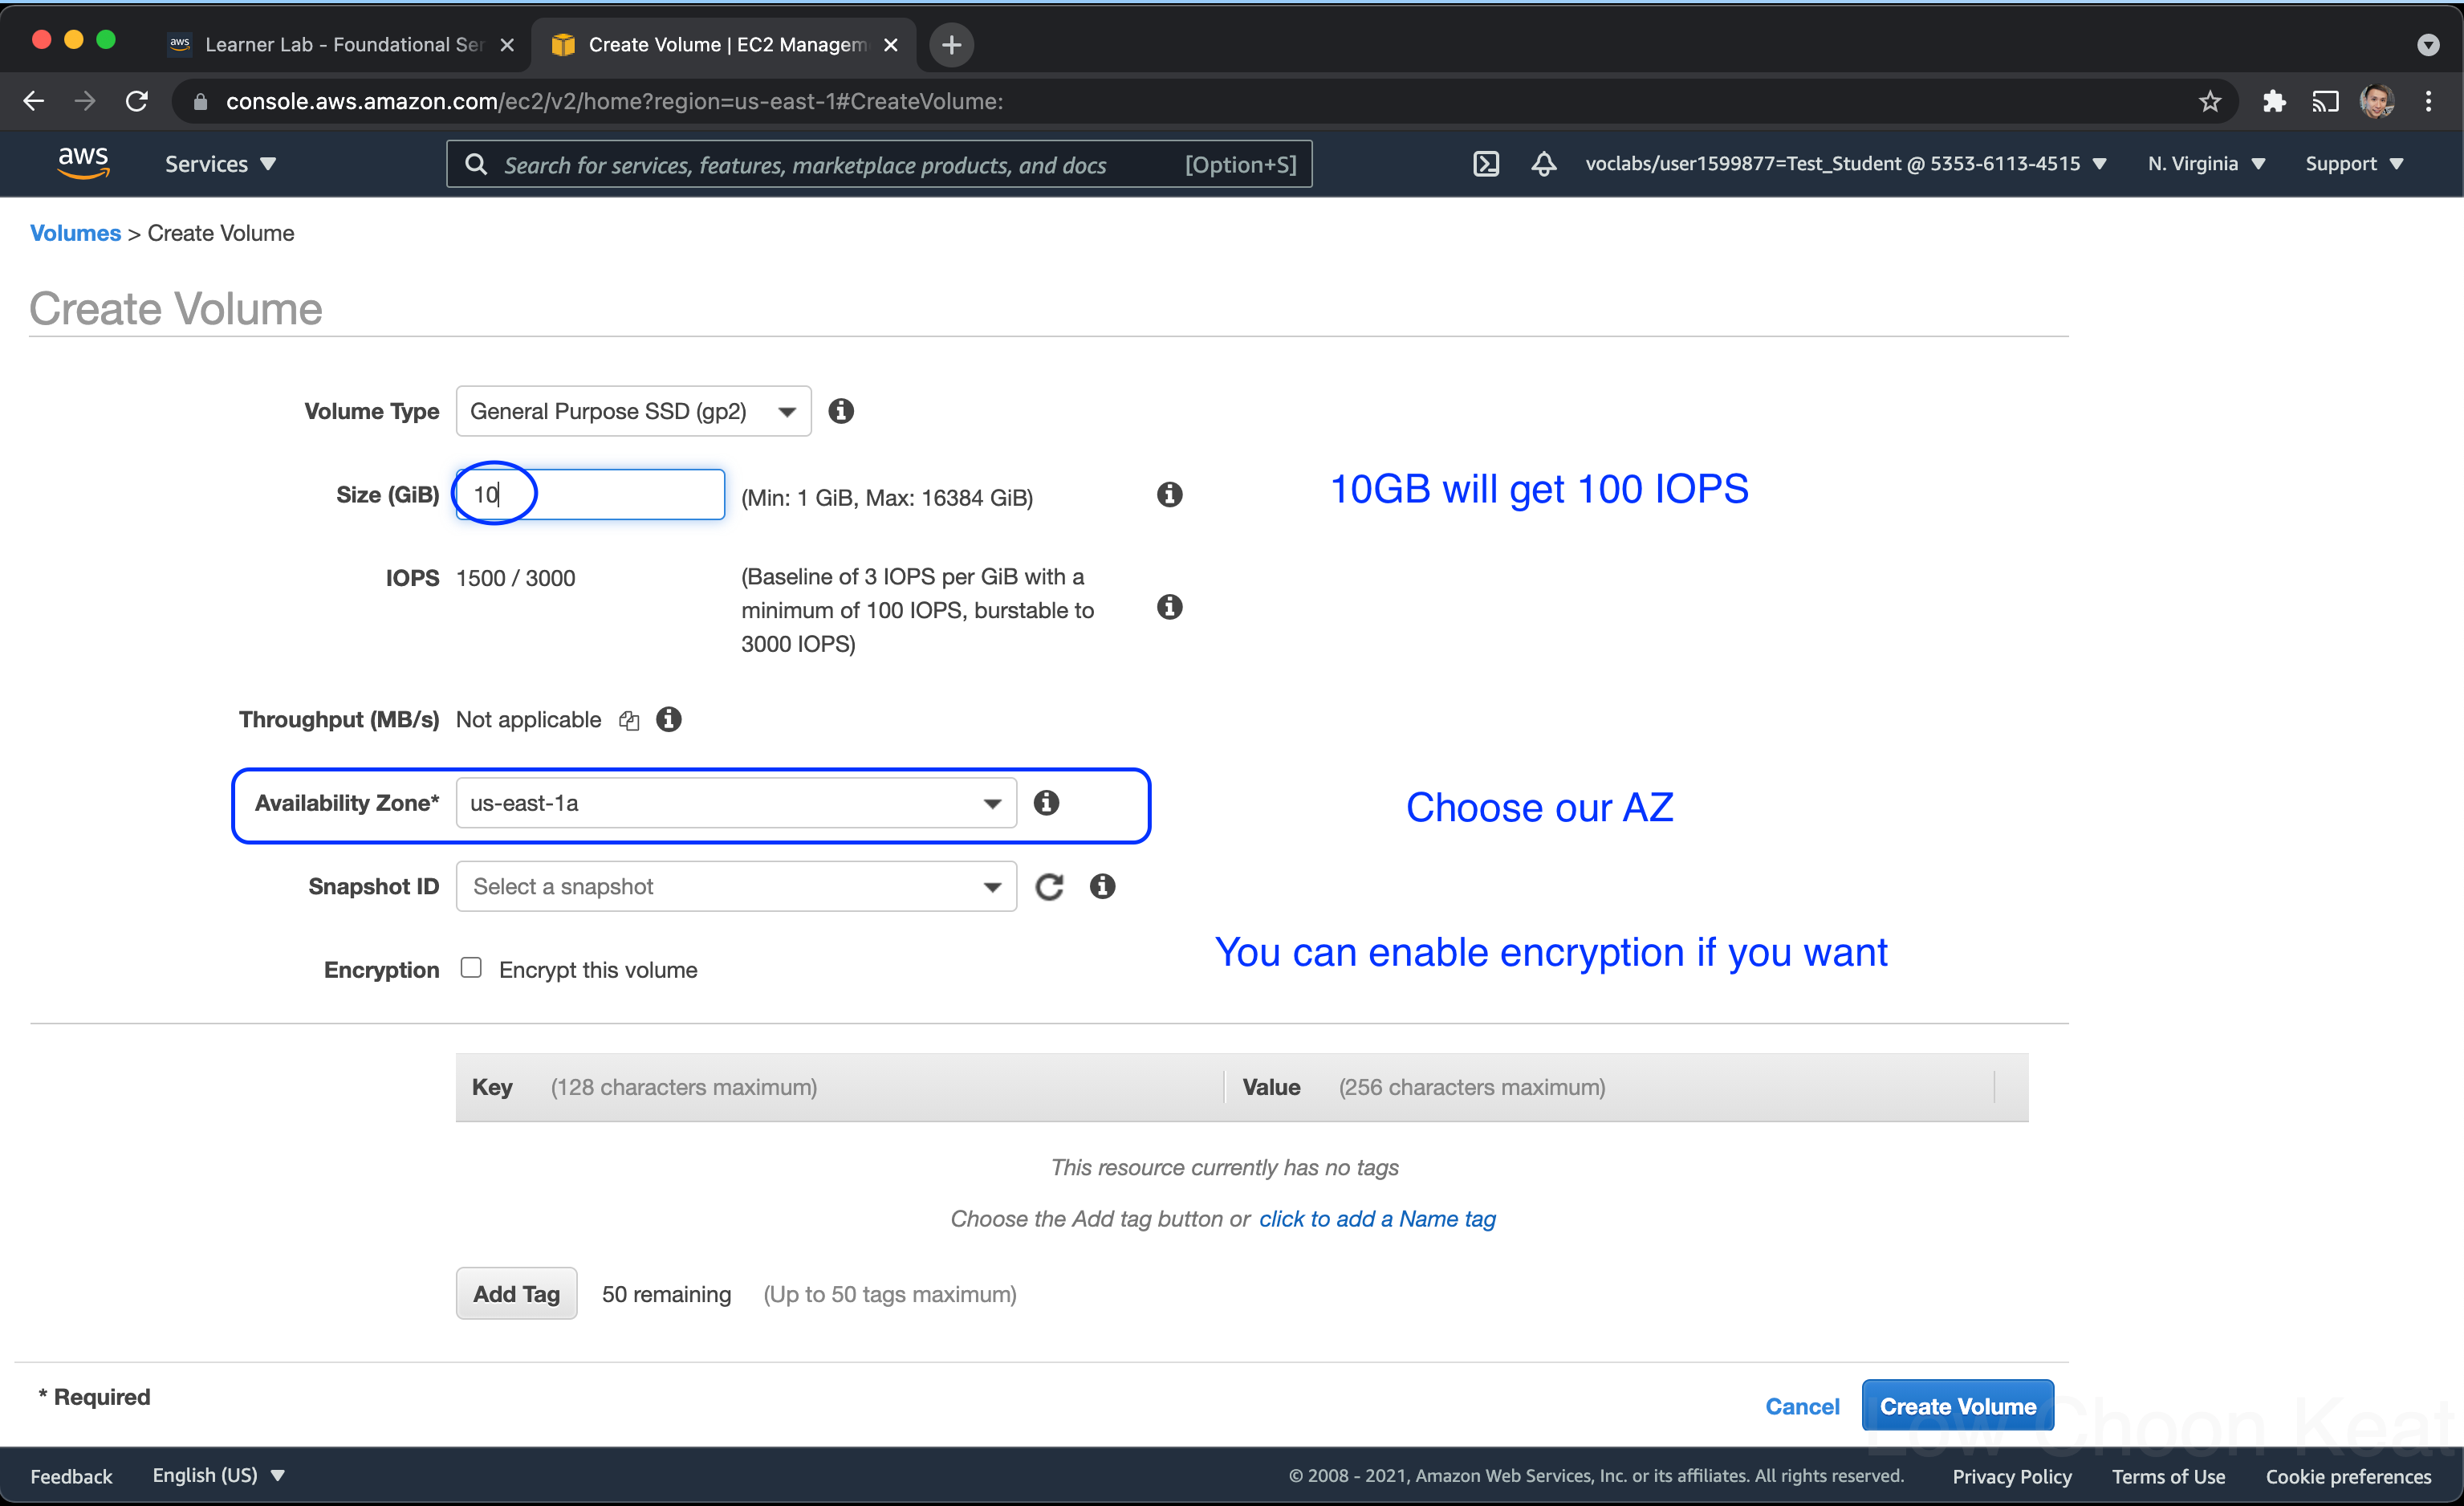 Learner Lab - Foundational Ser
Create Volume | EC2 Managem
console.aws.amazon.com/ec2/v2/home?region=us-east-1#CreateVolume:
aws
Services
Search for services, features, marketplace products, and docs
[Option+S]
voclabs/user1599877=Test_Student @ 5353-6113-4515
N. Virginia
Support
Volumes > Create Volume
Create Volume
Volume Type
General Purpose SSD (gp2)
Size (GiB)
10
(Min: 1 GiB, Max: 16384 GiB)
10GB will get 100 IOPS
IOPS
1500 / 3000
(Baseline of 3 IOPS per GiB with a
minimum of 100 IOPS, burstable to
3000 IOPS)
Throughput (MB/s)
Not applicable
Availability Zone*
us-east-1a
Choose our AZ
Snapshot ID
Select a snapshot
Encryption
Encrypt this volume
You can enable encryption if you want
Key (128 characters maximum)
Value (256 characters maximum)
This resource currently has no tags
Choose the Add tag button or click to add a Name tag
Add Tag
50 remaining
(Up to 50 tags maximum)
* Required
Cancel
Create Volume
Low Choon Keat
Feedback
English (US)
© 2008 - 2021, Amazon Web Services, Inc. or its affiliates. All rights reserved.
Privacy Policy
Terms of Use
Cookie preferences